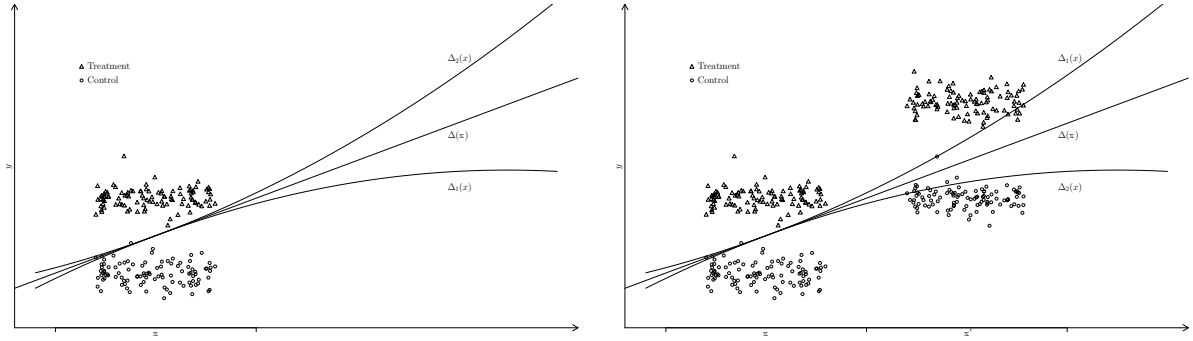 Δ₂(x)
△ Treatment
○ Control
Δ(x)
Δ₁(x)
y
x
Δ₁(x)
△ Treatment
○ Control
Δ(x)
Δ₂(x)
y
x
x′